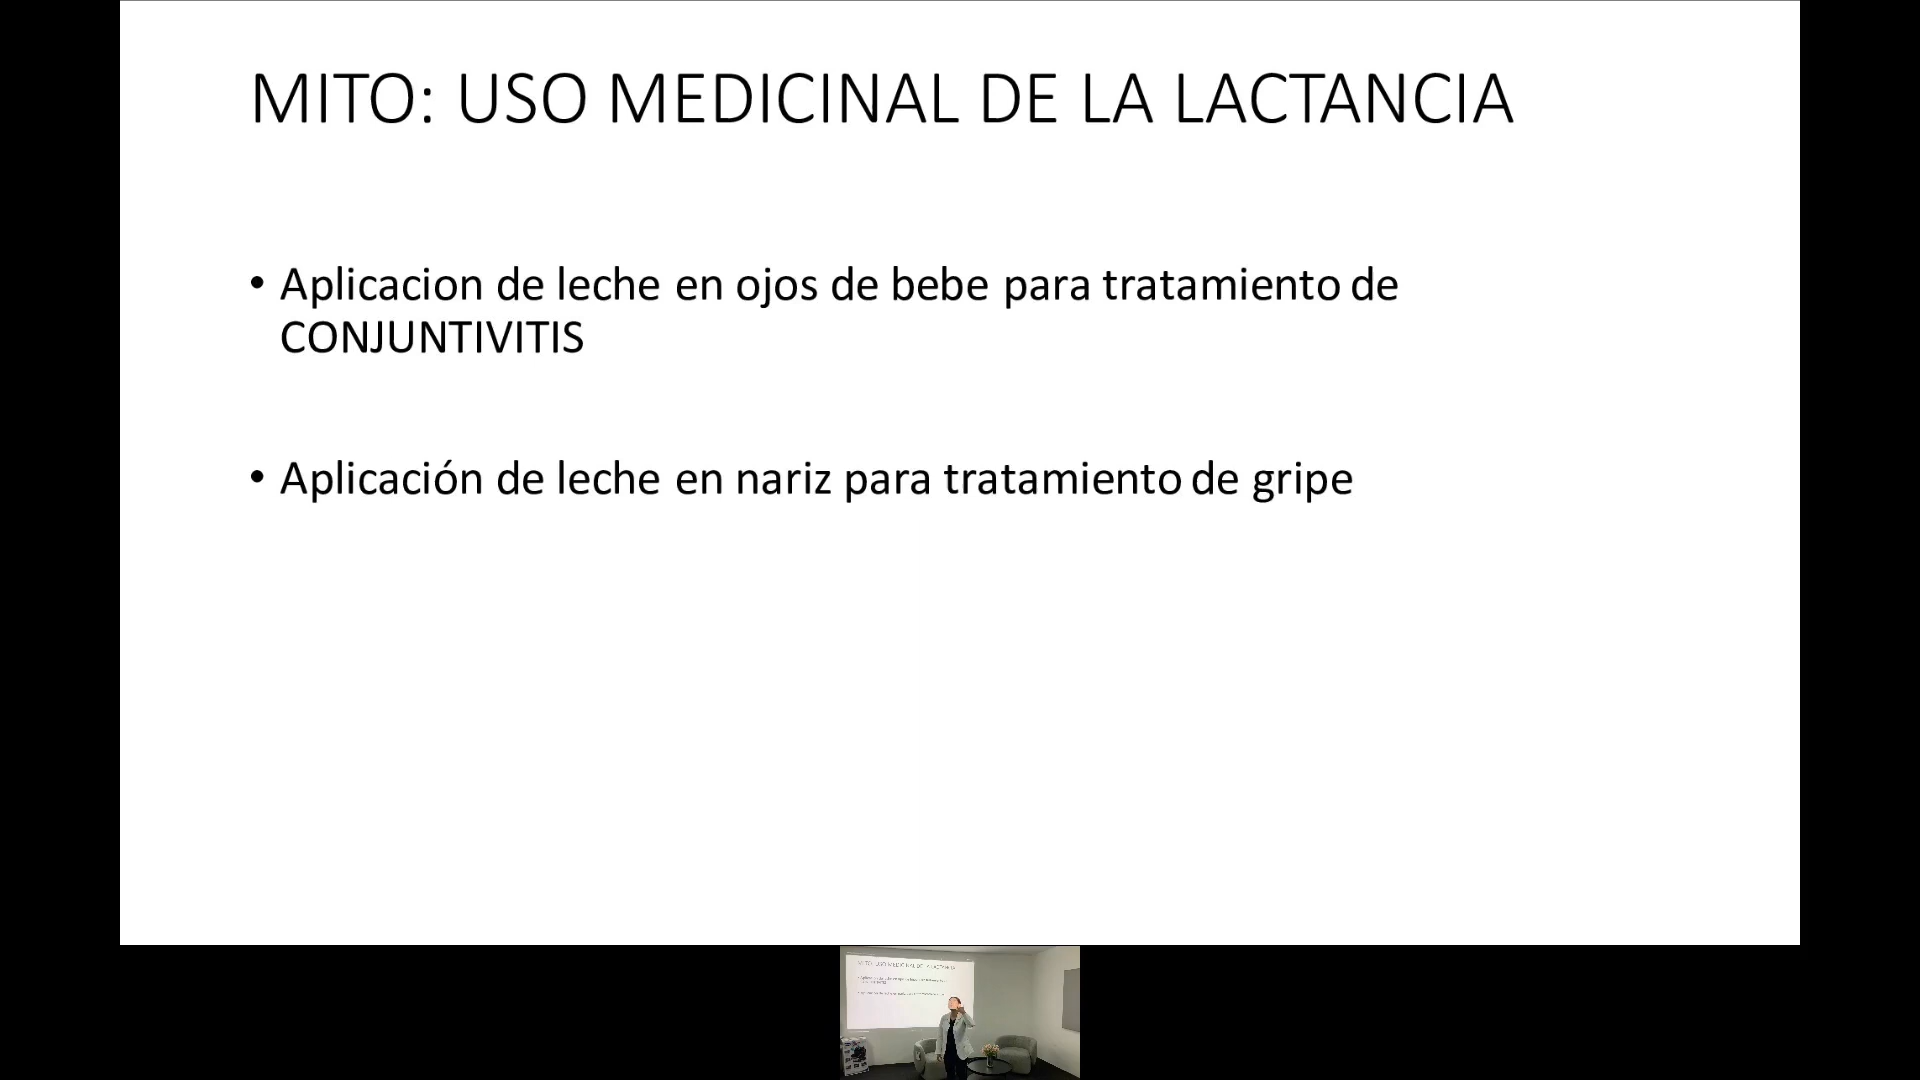 MITO: USO MEDICINAL DE LA LACTANCIA
• Aplicacion de leche en ojos de bebe para tratamiento de
CONJUNTIVITIS
• Aplicación de leche en nariz para tratamiento de gripe